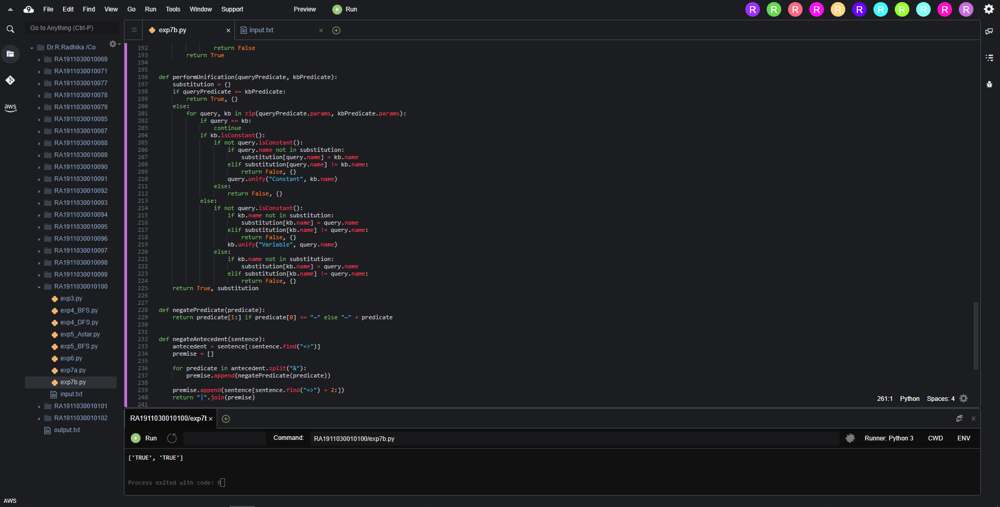 9 File Edit Find View Go Run Tools Window Support Preview Run R R R R R R R R R R R
Go to Anything (Ctrl-P)
exp7b.py × input.txt ×
aws
Dr.R.Radhika /Co
RA1911030010069
RA1911030010071
RA1911030010077
RA1911030010078
RA1911030010079
RA1911030010085
RA1911030010087
RA1911030010088
RA1911030010089
RA1911030010090
RA1911030010091
RA1911030010092
RA1911030010093
RA1911030010094
RA1911030010095
RA1911030010096
RA1911030010097
RA1911030010098
RA1911030010099
RA1911030010100
exp3.py
exp4_BFS.py
exp4_DFS.py
exp5_Astar.py
exp5_BFS.py
exp6.py
exp7a.py
exp7b.py
input.txt
RA1911030010101
RA1911030010102
output.txt
192                 return False
193         return True
194
195
196 def performUnification(queryPredicate, kbPredicate):
197     substitution = {}
198     if queryPredicate == kbPredicate:
199         return True, {}
200     else:
201         for query, kb in zip(queryPredicate.params, kbPredicate.params):
202             if query == kb:
203                 continue
204             if kb.isConstant():
205                 if not query.isConstant():
206                     if query.name not in substitution:
207                         substitution[query.name] = kb.name
208                     elif substitution[query.name] != kb.name:
209                         return False, {}
210                     query.unify("Constant", kb.name)
211                 else:
212                     return False, {}
213             else:
214                 if not query.isConstant():
215                     if kb.name not in substitution:
216                         substitution[kb.name] = query.name
217                     elif substitution[kb.name] != query.name:
218                         return False, {}
219                     kb.unify("Variable", query.name)
220                 else:
221                     if kb.name not in substitution:
222                         substitution[kb.name] = query.name
223                     elif substitution[kb.name] != query.name:
224                         return False, {}
225     return True, substitution
226
227
228 def negatePredicate(predicate):
229     return predicate[1:] if predicate[0] == "~" else "~" + predicate
230
231
232 def negateAntecedent(sentence):
233     antecedent = sentence[:sentence.find("=>")]
234     premise = []
235
236     for predicate in antecedent.split("&"):
237         premise.append(negatePredicate(predicate))
238
239     premise.append(sentence[sentence.find("=>") + 2:])
240     return "|".join(premise)
241
261:1 Python Spaces: 4
RA1911030010100/exp7b ×
Run Command: RA1911030010100/exp7b.py Runner: Python 3 CWD ENV
['TRUE', 'TRUE']
Process exited with code: 0
AWS